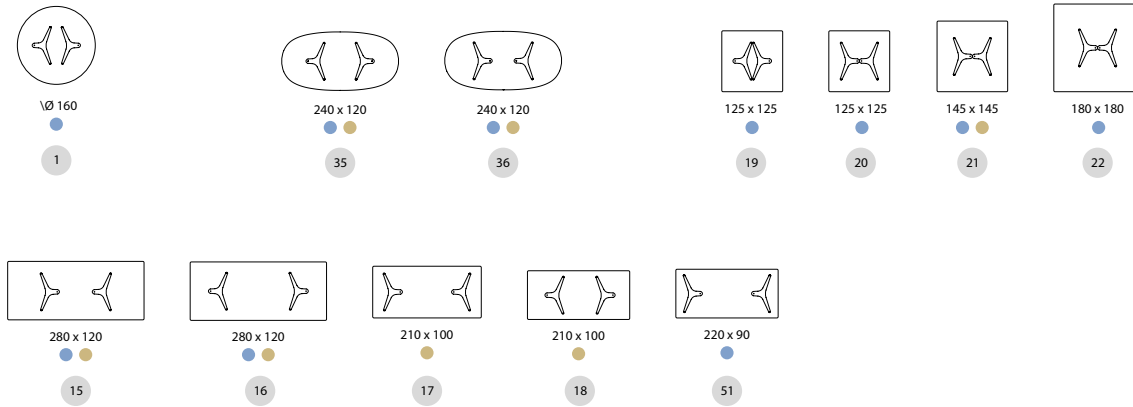 \Ø 160
1
240 x 120
35
240 x 120
36
125 x 125
19
125 x 125
20
145 x 145
21
180 x 180
22
280 x 120
15
280 x 120
16
210 x 100
17
210 x 100
18
220 x 90
51